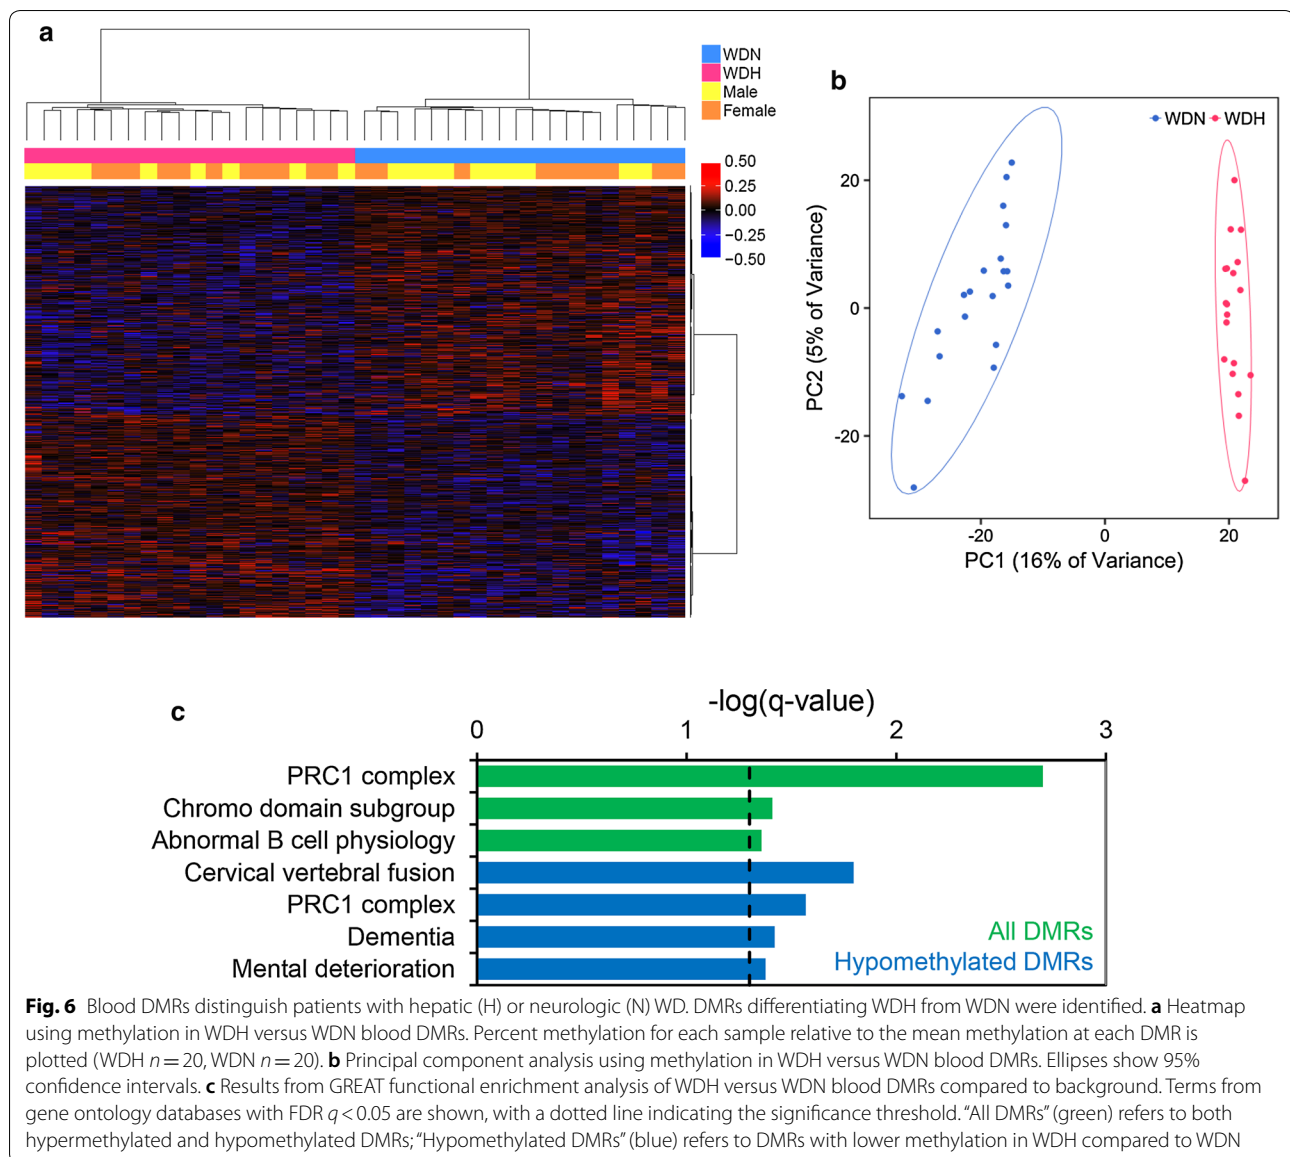 a
WDN
WDH
Male
Female
0.50
0.25
0.00
−0.25
−0.50
b
WDN WDH
PC2 (5% of Variance)
20
0
-20
-20 0 20
PC1 (16% of Variance)
c
-log(q-value)
0 1 2 3
PRC1 complex
Chromo domain subgroup
Abnormal B cell physiology
Cervical vertebral fusion
PRC1 complex
Dementia
Mental deterioration
All DMRs
Hypomethylated DMRs
Fig. 6 Blood DMRs distinguish patients with hepatic (H) or neurologic (N) WD. DMRs differentiating WDH from WDN were identified. a Heatmap
using methylation in WDH versus WDN blood DMRs. Percent methylation for each sample relative to the mean methylation at each DMR is
plotted (WDH n = 20, WDN n = 20). b Principal component analysis using methylation in WDH versus WDN blood DMRs. Ellipses show 95%
confidence intervals. c Results from GREAT functional enrichment analysis of WDH versus WDN blood DMRs compared to background. Terms from
gene ontology databases with FDR q < 0.05 are shown, with a dotted line indicating the significance threshold. “All DMRs” (green) refers to both
hypermethylated and hypomethylated DMRs; “Hypomethylated DMRs” (blue) refers to DMRs with lower methylation in WDH compared to WDN